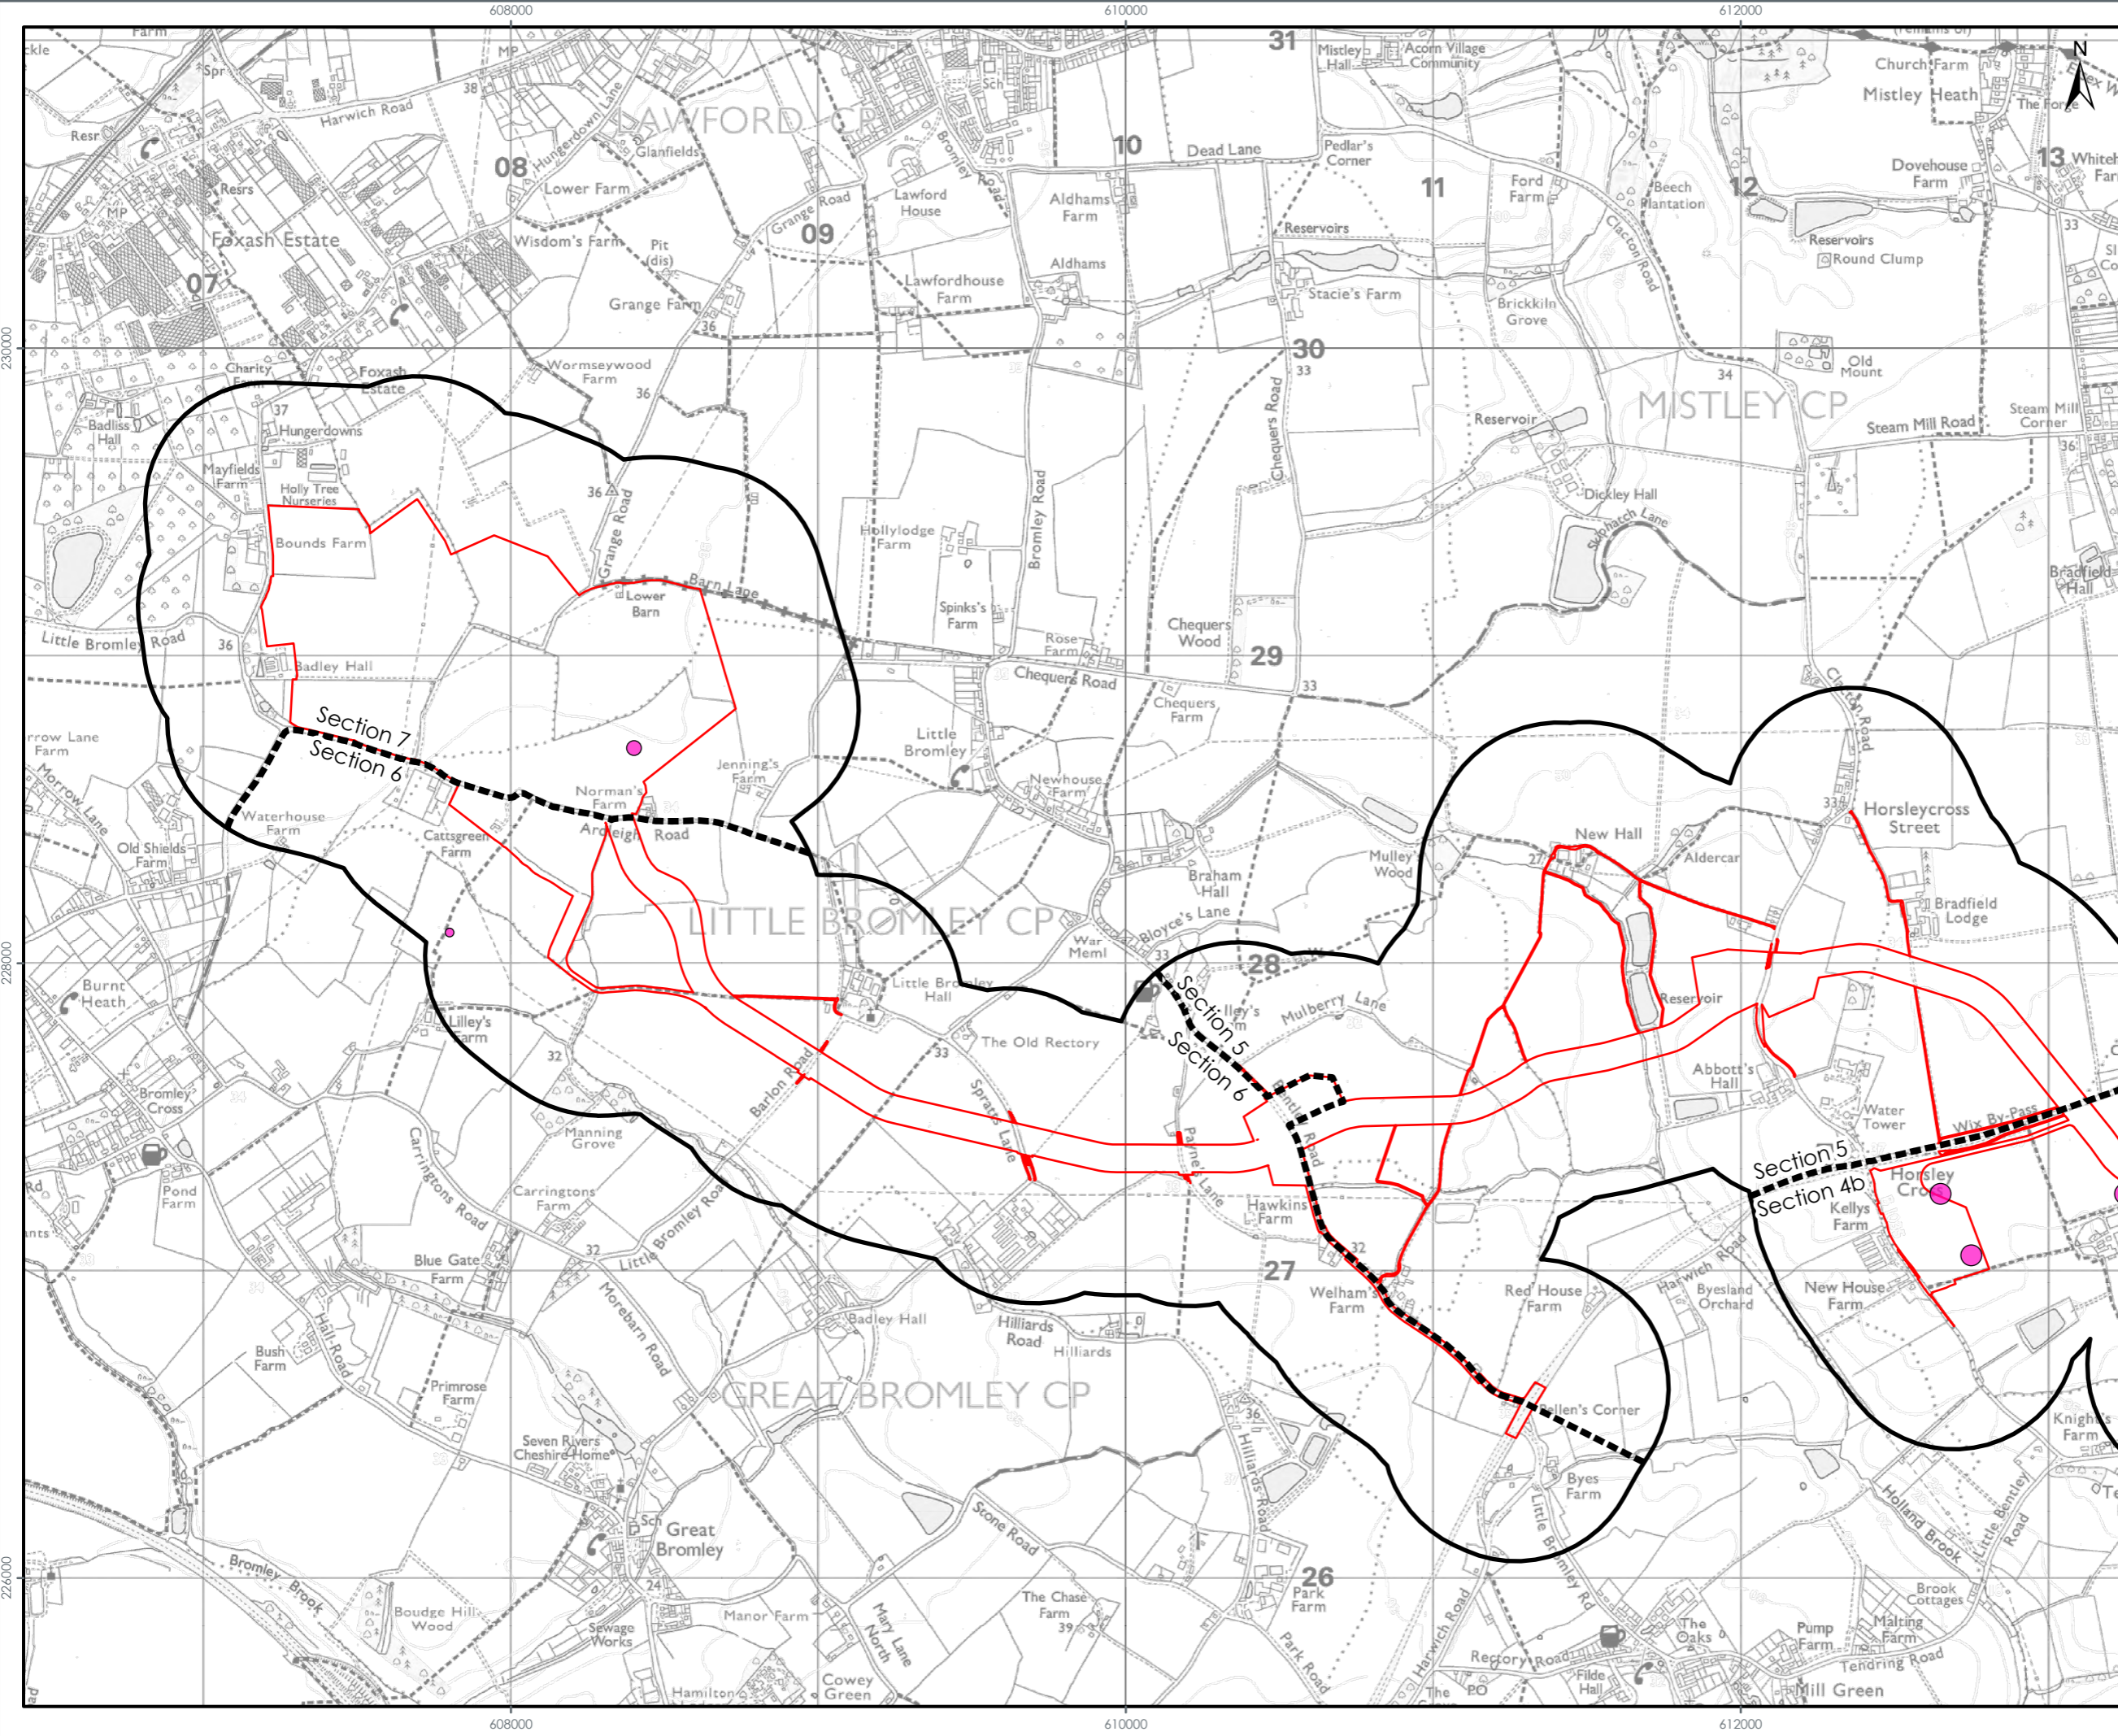 608000
610000
612000
Farm
MP
31
Mistley
Hall
Acorn Village
Community
(remains of)
Church Farm
Mistley Heath
N
The Forge
Spr
38
Harwich Road
Resr
Hungerdown Lane
LAWFORD CP
Glanfields
Sch
Bromley
Road
10
Dead Lane
Pedlar's
Corner
08
Lower Farm
Resrs
MP
Foxash Estate
07
Wisdom's Farm
Pit
(dis)
Grange Road
09
Lawford
House
Aldhams
Farm
11
Ford
Farm
Beech
Plantation
12
Dovehouse
Farm
13
33
Clacton Road
Reservoirs
Reservoirs
Round Clump
Grange Farm
36
Lawfordhouse
Farm
Aldhams
Stacie's Farm
Brickkiln
Grove
230000
30
33
Charity
Farm
Foxash
Estate
Wormseywood
Farm
36
Chequers Road
34
Old
Mount
MISTLEY CP
Steam Mill Road
Steam Mill
Corner
36
Badliss
Hall
37
Hungerdowns
Reservoir
Mayfields
Farm
Holly Tree
Nurseries
36
Grange Road
Bromley Road
Dickley Hall
Sliphatch Lane
Bounds Farm
Hollylodge
Farm
Barn Lane
Lower
Barn
Spinks's
Farm
Chequers
Wood
Bradfield
Hall
Little Bromley Road
36
Rose
Farm
29
Badley Hall
Chequers Road
33
Clacton Road
Chequers
Farm
Section 7
Section 6
Little
Bromley
Jenning's
Farm
Newhouse
Farm
Morrow Lane
Norman's
Farm
Ardleigh Road
Waterhouse
Farm
Cattsgreen
Farm
Old Shields
Farm
33
Horsleycross
Street
New Hall
27
Aldercar
Mulley
Wood
Braham
Hall
Bradfield
Lodge
LITTLE BROMLEY CP
Bloyce's Lane
War
Meml
33
228000
28
Burnt
Heath
Little Bromley
Hall
Section 5
Section 6
Mulberry Lane
Reservoir
Lilley's
Farm
32
33
The Old Rectory
Barlon Road
Spratts Lane
Payne's Lane
Bentley Road
Abbott's
Hall
Water
Tower
Wix By-Pass
Bromley
Cross
Manning
Grove
Section 5
Section 4b
Horsley
Cross
Kellys
Farm
Pond
Farm
Carringtons Road
Carringtons
Farm
Hawkins
Farm
32
Blue Gate
Farm
32
Little Bromley Road
27
Welham's
Farm
Red House
Farm
Harwich Road
Byesland
Orchard
New House
Farm
Hall Road
Morebarn Road
Badley Hall
Hilliards
Road
Hilliards
Bush
Farm
Primrose
Farm
GREAT BROMLEY CP
36
Pellen's Corner
Knight's
Farm
Seven Rivers
Cheshire Home
Hilliards Road
Byes
Farm
Stone Road
Sch
Great
Bromley
Little Bromley Rd
Holland Brook
Little Bentley
Road
226000
Bromley Brook
24
26
Park
Farm
Boudge Hill
Wood
Manor Farm
Mary Lane
North
The Chase
Farm
39
Brook
Cottages
Sewage
Works
Harwich Road
The
Oaks
Pump
Farm
Malting
Farm
Rectory Road
Tendring Road
Park Road
Hamilton
Cowey
Green
The
PO
Filde
Hall
Mill Green
608000
610000
612000